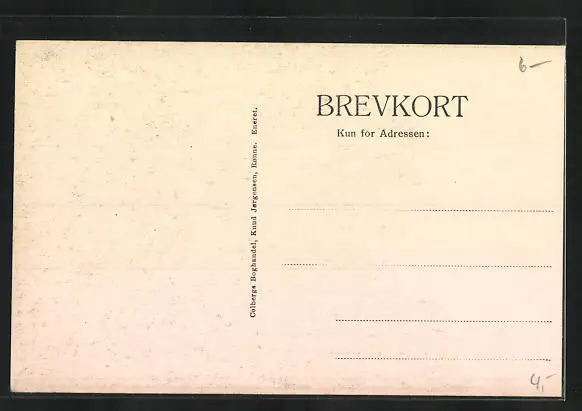 6-
BREVKORT
Kun for Adressen:
Colbergs Boghandel, Knud Jørgensen, Rønne. Eneret.
4,-